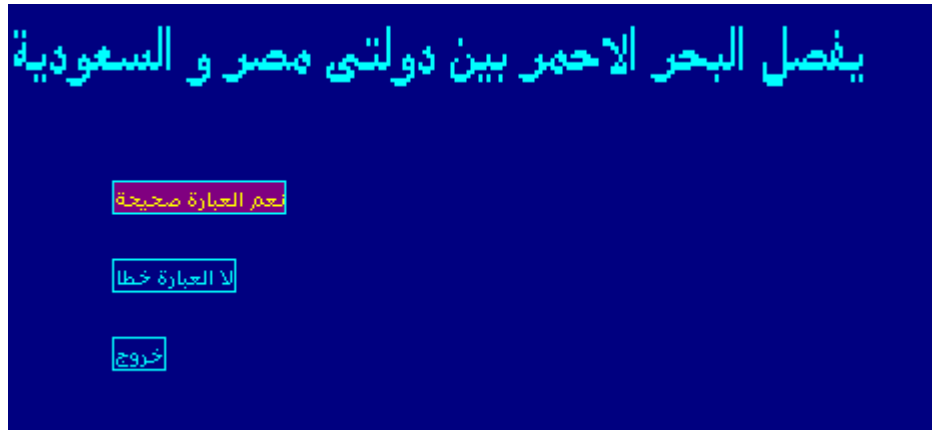 يفصل البحر الاحمر بين دولتى مصر و السعودية
نعم العبارة صحيحة
لا العبارة خطا
خروج